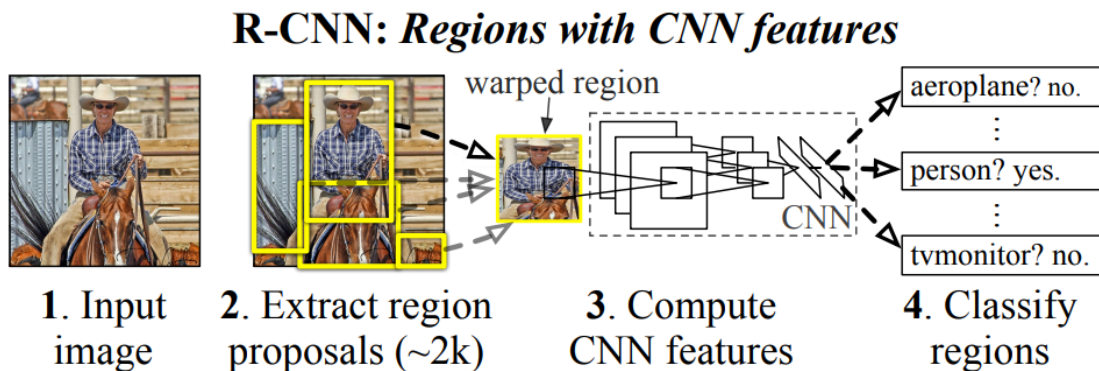 R-CNN: Regions with CNN features
warped region
aeroplane? no.
⋮
person? yes.
⋮
tvmonitor? no.
CNN
1. Input
image
2. Extract region
proposals (~2k)
3. Compute
CNN features
4. Classify
regions